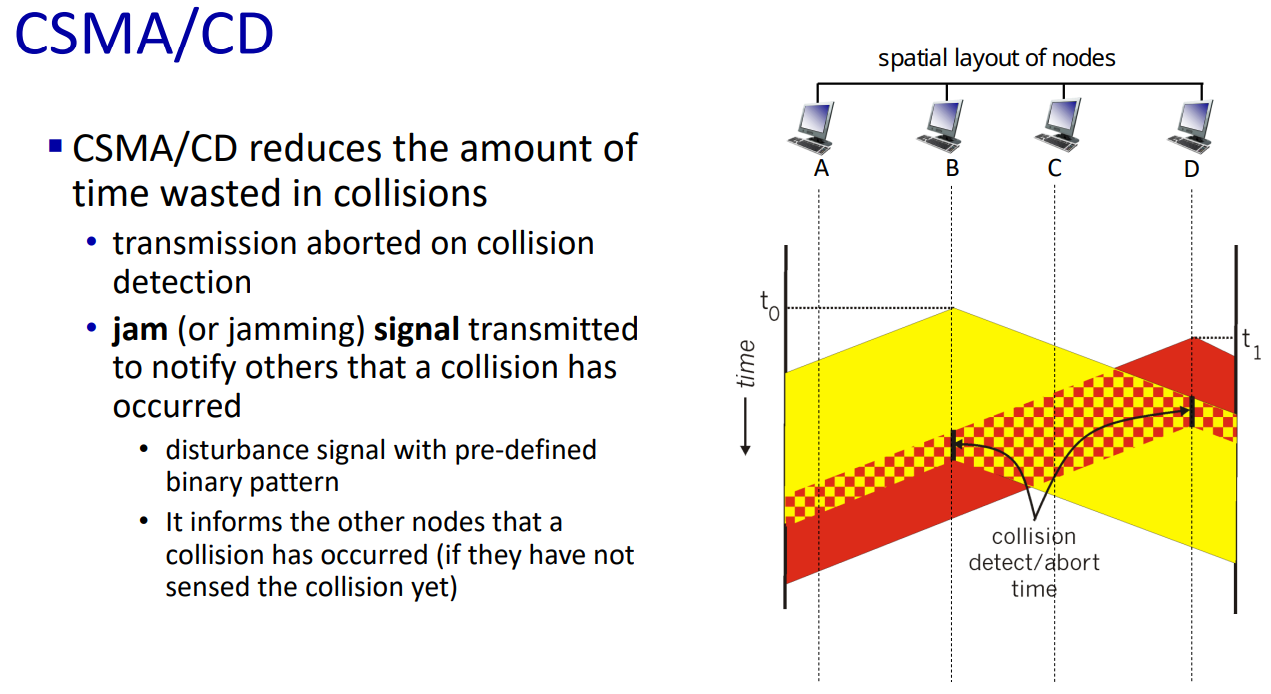 CSMA/CD
CSMA/CD reduces the amount of
time wasted in collisions
transmission aborted on collision
detection
jam (or jamming) signal transmitted
to notify others that a collision has
occurred
disturbance signal with pre-defined
binary pattern
It informs the other nodes that a
collision has occurred (if they have not
sensed the collision yet)
spatial layout of nodes
A B C D
t0
t1
time
collision
detect/abort
time